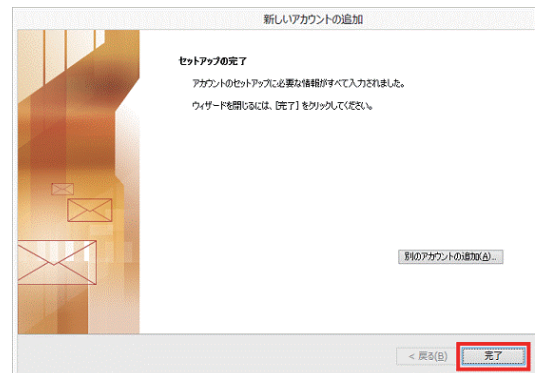 新しいアカウントの追加
セットアップの完了
アカウントのセットアップに必要な情報がすべて入力されました。
ウィザードを閉じるには、[完了] をクリックしてください。
別のアカウントの追加(A)...
< 戻る(B)
完了